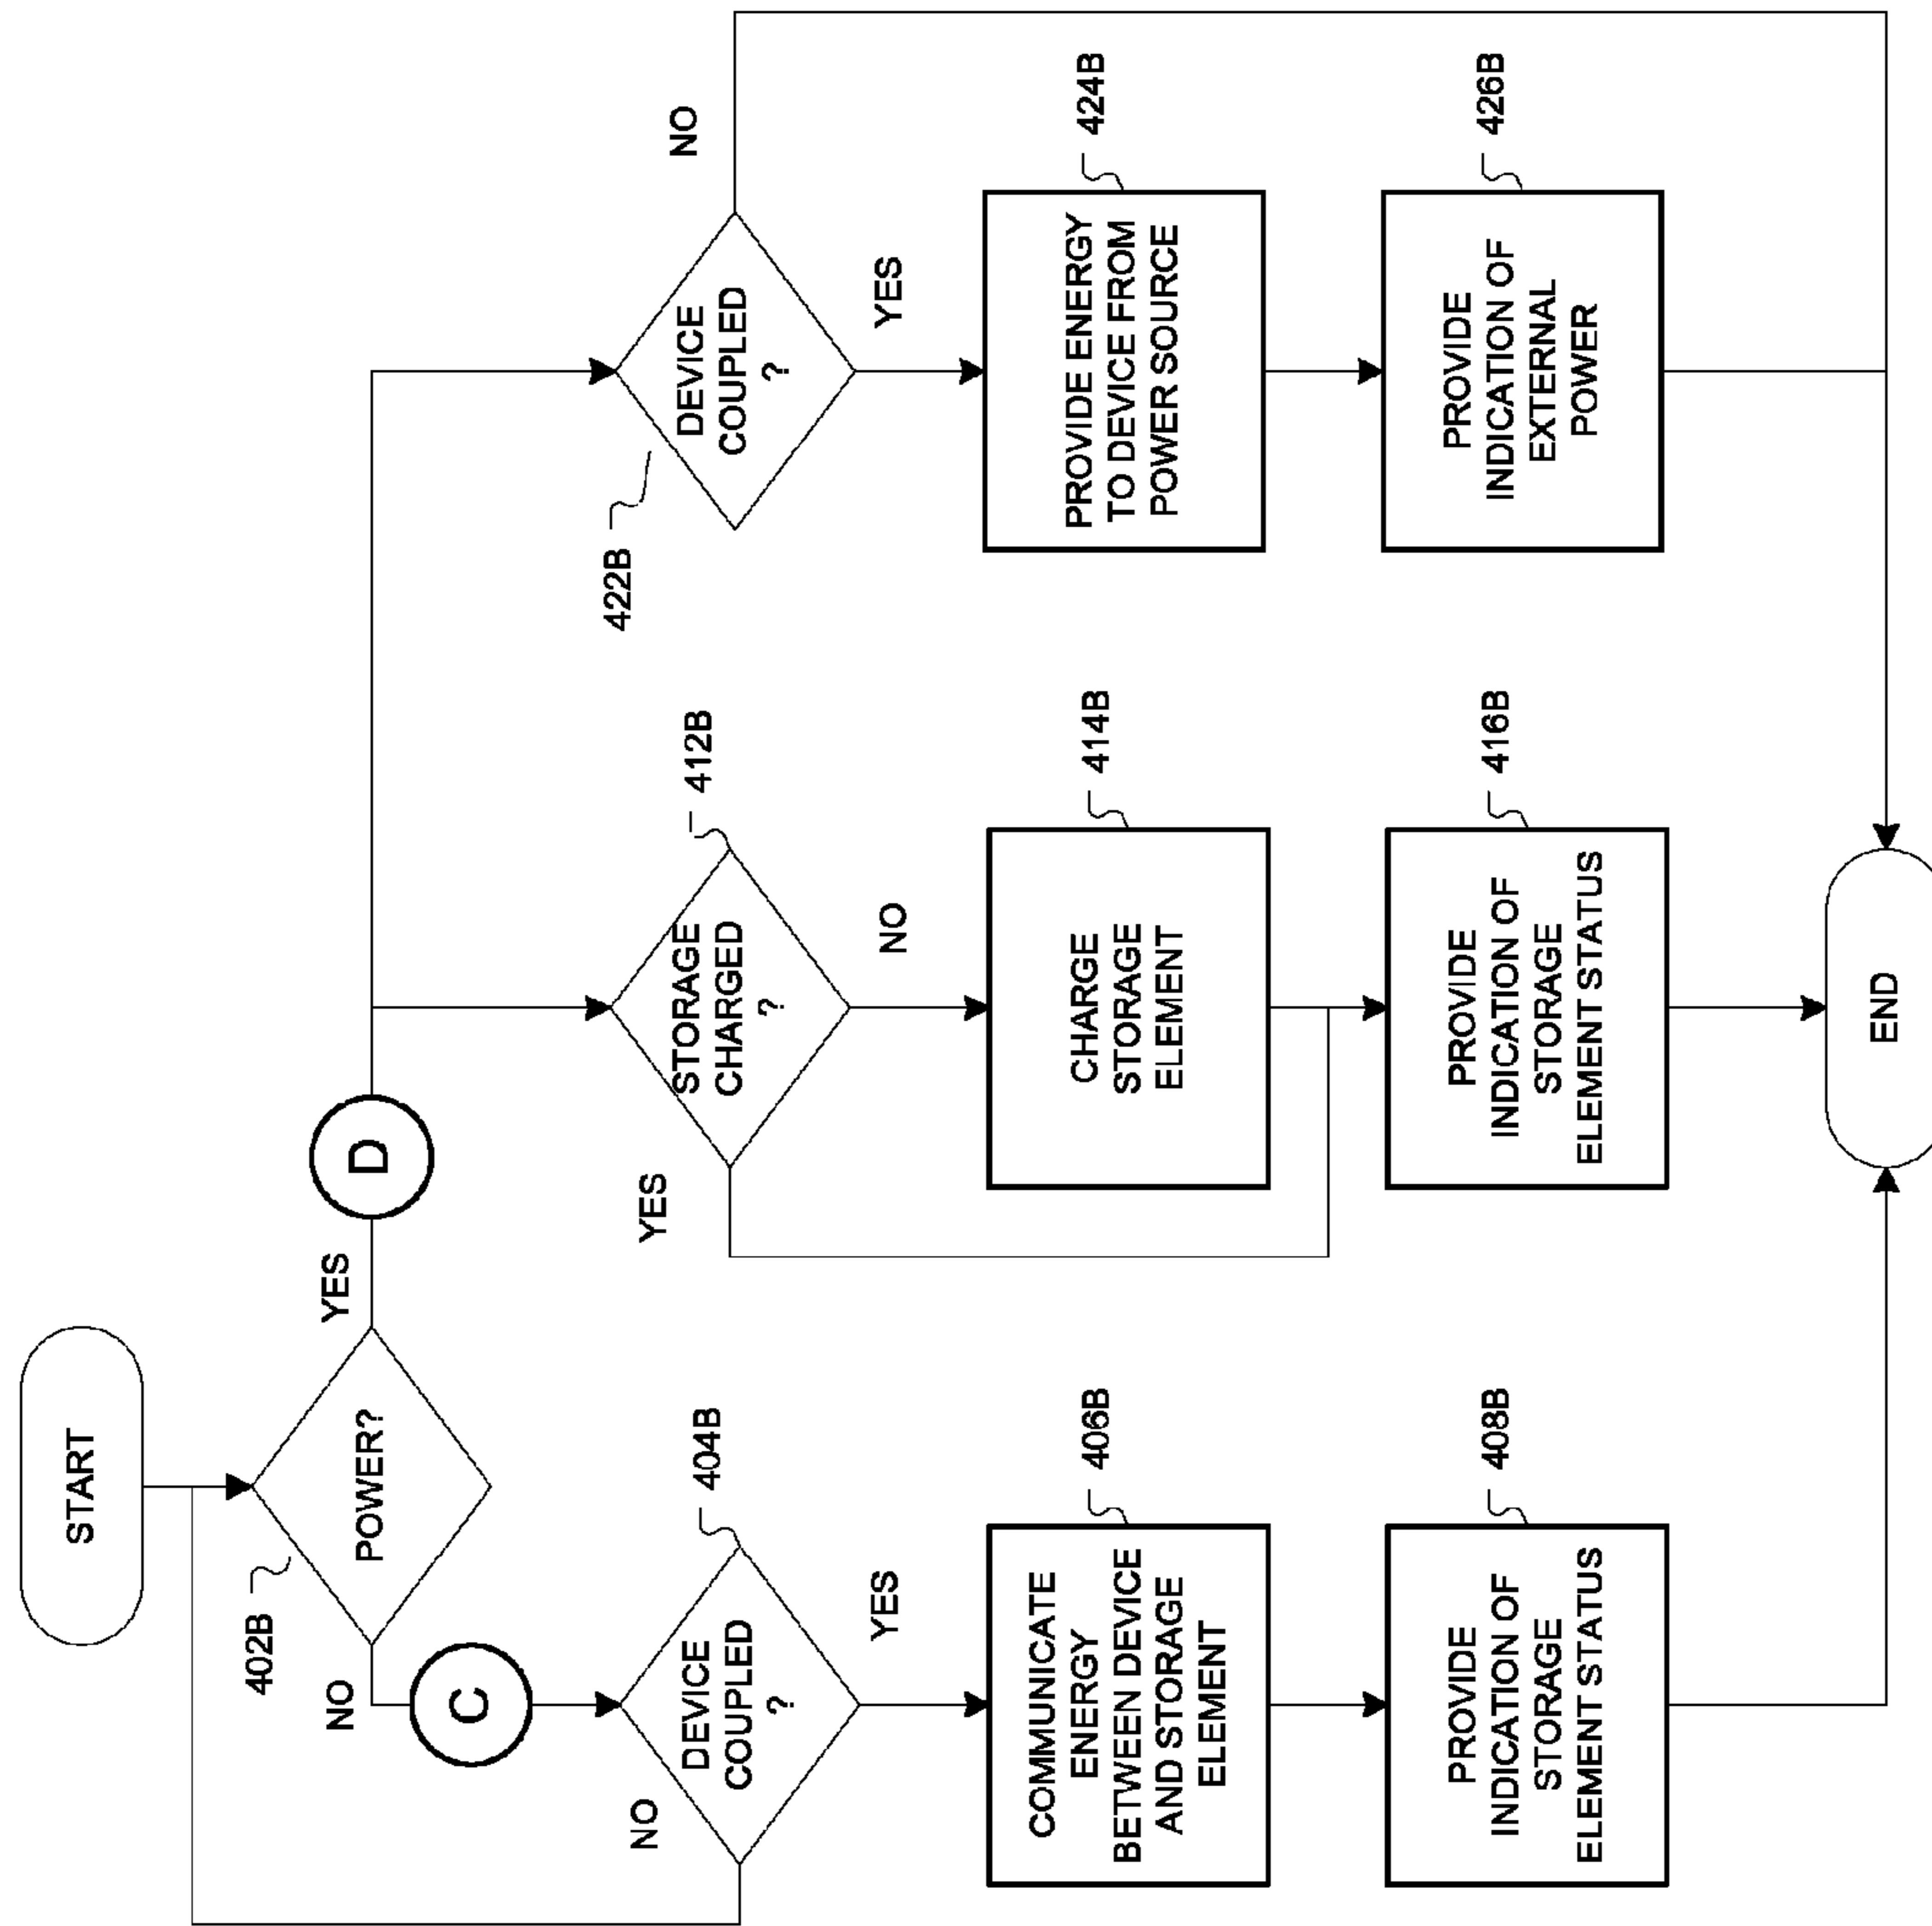 START
402B
POWER?
NO
YES
C
D
DEVICE
COUPLED
?
404B
NO
YES
COMMUNICATE
ENERGY
BETWEEN DEVICE
AND STORAGE
ELEMENT
406B
PROVIDE
INDICATION OF
STORAGE
ELEMENT STATUS
408B
STORAGE
CHARGED
?
412B
YES
NO
CHARGE
STORAGE
ELEMENT
414B
PROVIDE
INDICATION OF
STORAGE
ELEMENT STATUS
416B
422B
DEVICE
COUPLED
?
NO
YES
PROVIDE ENERGY
TO DEVICE FROM
POWER SOURCE
424B
PROVIDE
INDICATION OF
EXTERNAL
POWER
426B
END